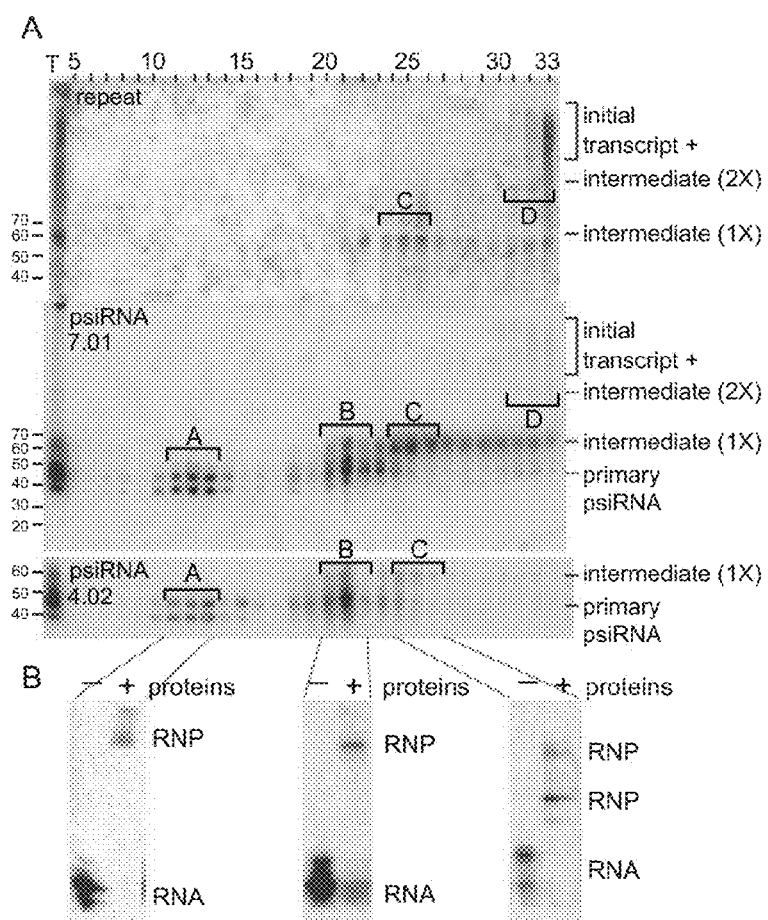 A
T 5 10 15 20 25 30 33
repeat
initial
transcript +
intermediate (2X)
C
D
70
60
50
40
intermediate (1X)
psiRNA
7.01
initial
transcript +
intermediate (2X)
A
B
C
D
70
60
50
40
30
20
intermediate (1X)
primary
psiRNA
psiRNA
4.02
A
B
C
60
50
40
intermediate (1X)
primary
psiRNA
B
− + proteins
− + proteins
− + proteins
RNP
RNP
RNP
RNP
RNA
RNA
RNA